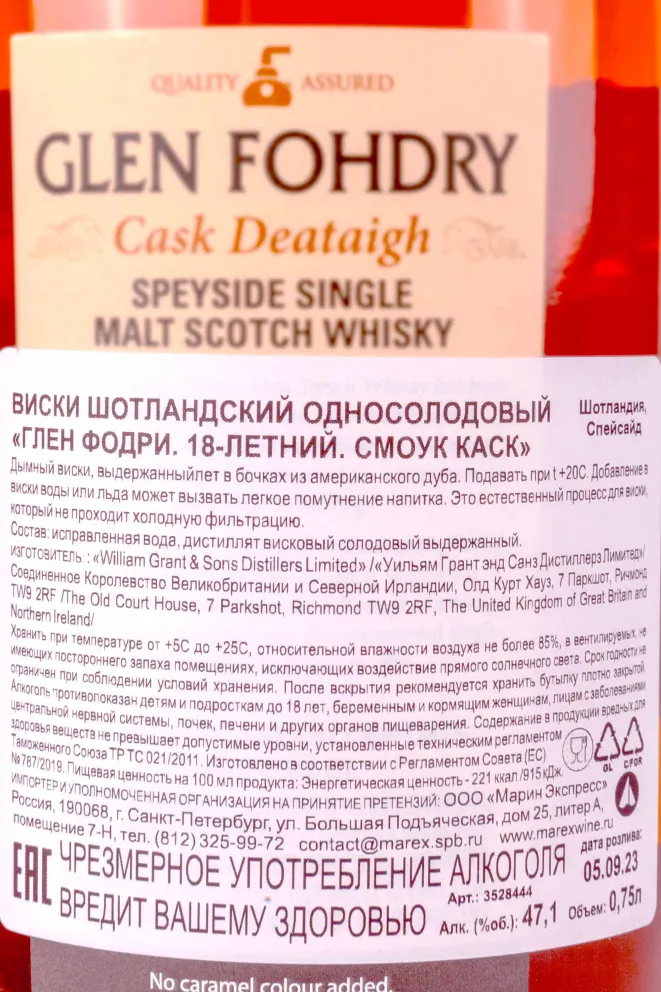 QUALITY ASSURED
GLEN FOHDRY
Cask Deataigh
SPEYSIDE SINGLE
MALT SCOTCH WHISKY
ВИСКИ ШОТЛАНДСКИЙ ОДНОСОЛОДОВЫЙ
«ГЛЕН ФОДРИ. 18-ЛЕТНИЙ. СМОУК КАСК»
Шотландия,
Спейсайд
Дымный виски, выдержанныйлет в бочках из американского дуба. Подавать при t +20С. Добавление в
виски воды или льда может вызвать легкое помутнение напитка. Это естественный процесс для виски,
который не проходит холодную фильтрацию.
Состав: исправленная вода, дистиллят висковый солодовый выдержанный.
изготовитель : «William Grant & Sons Distillers Limited» /«Уильям Грант энд Санз Дистиллерз Лимитед»/
Соединенное Королевство Великобритании и Северной Ирландии, Олд Курт Хауз, 7 Паркшот, Ричмонд
TW9 2RF /The Old Court House, 7 Parkshot, Richmond TW9 2RF, The United Kingdom of Great Britain and
Northern Ireland/
Хранить при температуре от +5С до +25С, относительной влажности воздуха не более 85%, в вентилируемых, не
имеющих постороннего запаха помещениях, исключающих воздействие прямого солнечного света. Срок годности не
ограничен при соблюдении условий хранения. После вскрытия рекомендуется хранить бутылку плотно закрытой.
Алкоголь противопоказан детям и подросткам до 18 лет, беременным и кормящим женщинам, лицам с заболеваниями
центральной нервной системы, почек, печени и других органов пищеварения. Содержание в продукции вредных для
здоровья веществ не превышает допустимые уровни, установленные техническим регламентом
Таможенного Союза ТР ТС 021/2011. Изготовлено в соответствии с Регламентом Совета (ЕС)
№787/2019. Пищевая ценность на 100 мл продукта: Энергетическая ценность - 221 ккал /915 кДж.
GL C/FOR
ИМПОРТЕР И УПОЛНОМОЧЕННАЯ ОРГАНИЗАЦИЯ НА ПРИНЯТИЕ ПРЕТЕНЗИЙ: ООО «Марин Экспресс»
Россия, 190068, г. Санкт-Петербург, ул. Большая Подъяческая, дом 25, литер А,
помещение 7-Н, тел. (812) 325-99-72 contact@marex.spb.ru www.marexwine.ru
EAC
ЧРЕЗМЕРНОЕ УПОТРЕБЛЕНИЕ АЛКОГОЛЯ
ВРЕДИТ ВАШЕМУ ЗДОРОВЬЮ
дата розлива:
05.09.23
Арт.: 3528444
Алк. (%об.): 47,1 Объем: 0,75л
No caramel colour added.